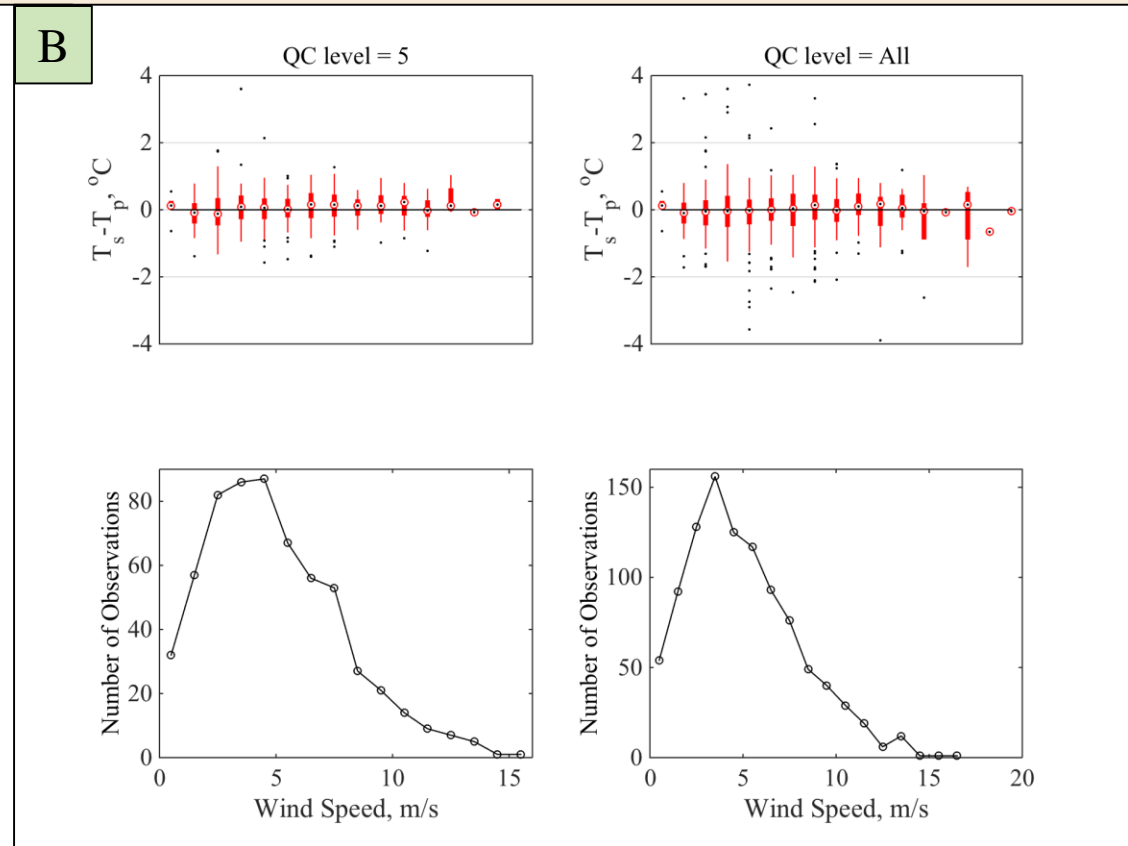 B
QC level = 5
4
2
0
-2
-4
T_s-T_p, °C
QC level = All
4
2
0
-2
-4
T_s-T_p, °C
80
60
40
20
0
Number of Observations
0 5 10 15
Wind Speed, m/s
150
100
50
0
Number of Observations
0 5 10 15 20
Wind Speed, m/s